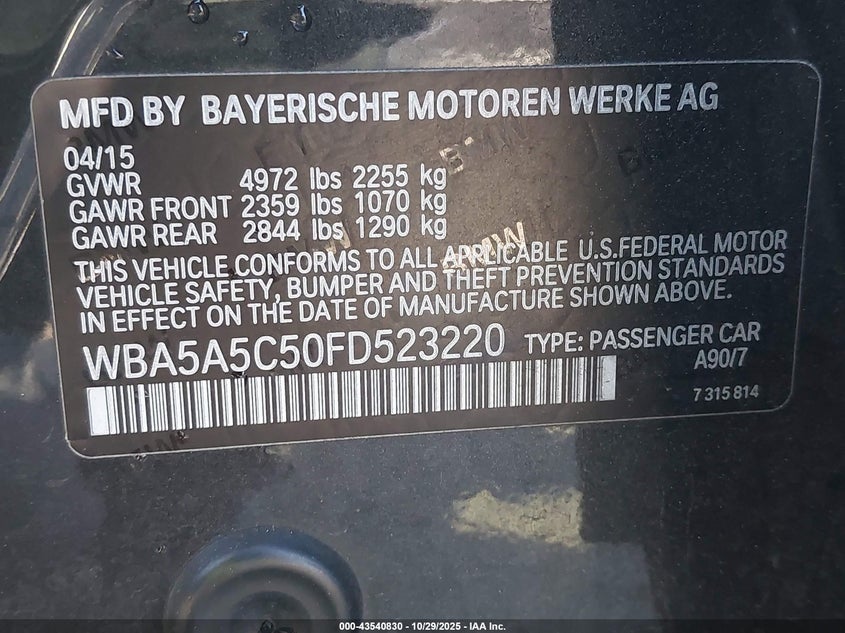 MFD BY BAYERISCHE MOTOREN WERKE AG
04/15
GVWR 4972 lbs 2255 kg
GAWR FRONT 2359 lbs 1070 kg
GAWR REAR 2844 lbs 1290 kg
THIS VEHICLE CONFORMS TO ALL APPLICABLE U.S.FEDERAL MOTOR
VEHICLE SAFETY, BUMPER AND THEFT PREVENTION STANDARDS
IN EFFECT ON THE DATE OF MANUFACTURE SHOWN ABOVE.
WBA5A5C50FD523220 TYPE: PASSENGER CAR
A90/7
7 315 814
000-43540830 - 10/29/2025 - IAA Inc.